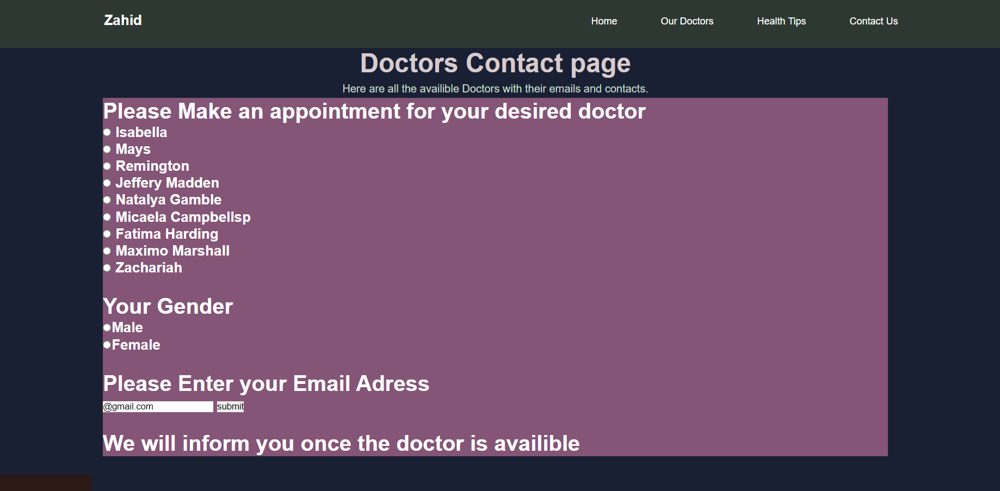 Zahid Home Our Doctors Health Tips Contact Us
Doctors Contact page
Here are all the availible Doctors with their emails and contacts.
Please Make an appointment for your desired doctor
Isabella
Mays
Remington
Jeffery Madden
Natalya Gamble
Micaela Campbellsp
Fatima Harding
Maximo Marshall
Zachariah
Your Gender
Male
Female
Please Enter your Email Adress
@gmail.com submit
We will inform you once the doctor is availible